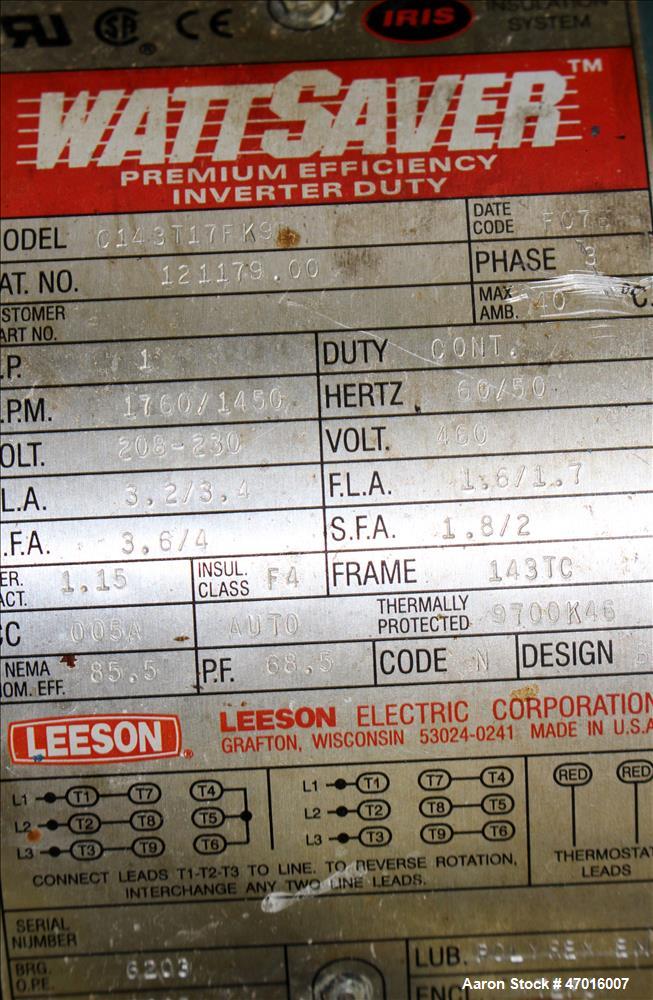 IRIS
INSULATION
SYSTEM
WATTSAVER™
PREMIUM EFFICIENCY
INVERTER DUTY
ODEL C143T17FK9
DATE CODE
AT. NO. 121179.00
PHASE 3
STOMER
ART NO.
MAX. AMB. 40 °C.
.P. 1
DUTY CONT.
.P.M. 1760/1450
HERTZ 60/50
OLT. 208-230
VOLT. 460
L.A. 3.2/3.4
F.L.A. 1.6/1.7
.F.A. 3.6/4
S.F.A. 1.8/2
ER. ACT. 1.15
INSUL. CLASS F4
FRAME 143TC
CC 005A
AUTO
THERMALLY PROTECTED 9700K46
NEMA OM. EFF. 85.5
P.F. 68.5
CODE N
DESIGN
LEESON®
LEESON ELECTRIC CORPORATION
GRAFTON, WISCONSIN 53024-0241 MADE IN U.S.A
L1 T1 T7 T4
L2 T2 T8 T5
L3 T3 T9 T6
L1 T1 T7 T4
L2 T2 T8 T5
L3 T3 T9 T6
RED RED
THERMOSTAT
LEADS
CONNECT LEADS T1-T2-T3 TO LINE. TO REVERSE ROTATION,
INTERCHANGE ANY TWO LINE LEADS.
SERIAL
NUMBER
BRG.
O.P.E. 6203
LUB. POLYREX EM
ENCL
Aaron Stock # 47016007